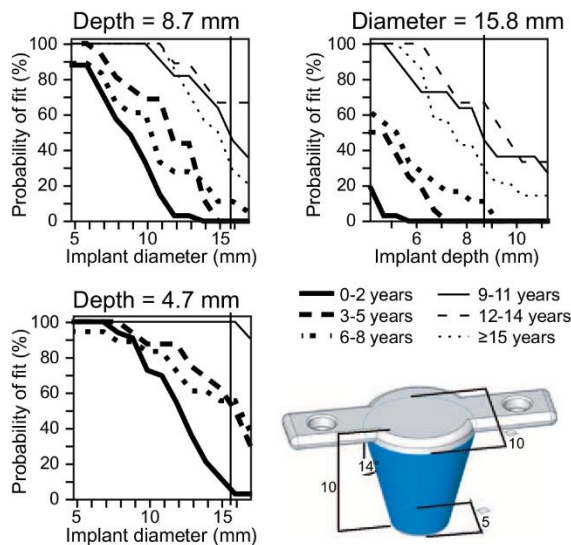 Depth = 8.7 mm
Probability of fit (%)
100
80
60
40
20
0
5 10 15
Implant diameter (mm)
Diameter = 15.8 mm
Probability of fit (%)
100
80
60
40
20
0
6 8 10
Implant depth (mm)
Depth = 4.7 mm
Probability of fit (%)
100
80
60
40
20
0
5 10 15
Implant diameter (mm)
0-2 years
3-5 years
6-8 years
9-11 years
12-14 years
≥15 years
10
14°
10
5